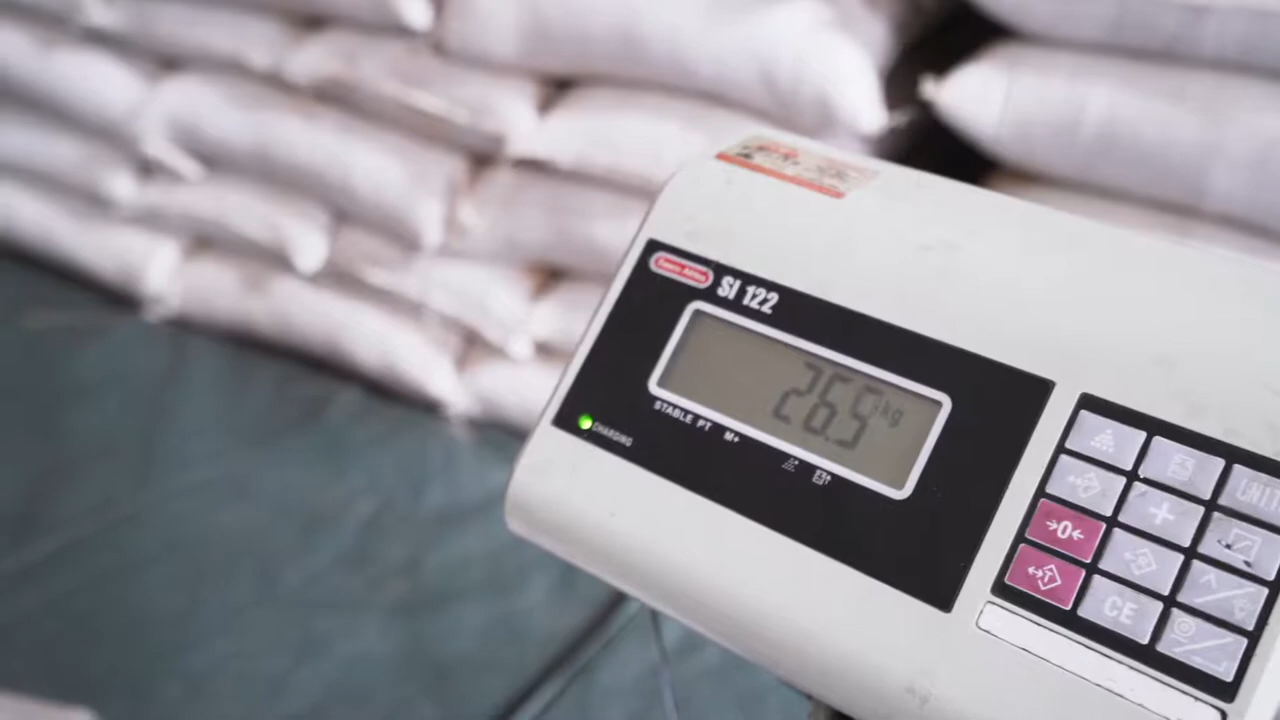 SI 122
26.5 kg
STABLE PT M+
CHARGING
UNIT
→0←
T
CE